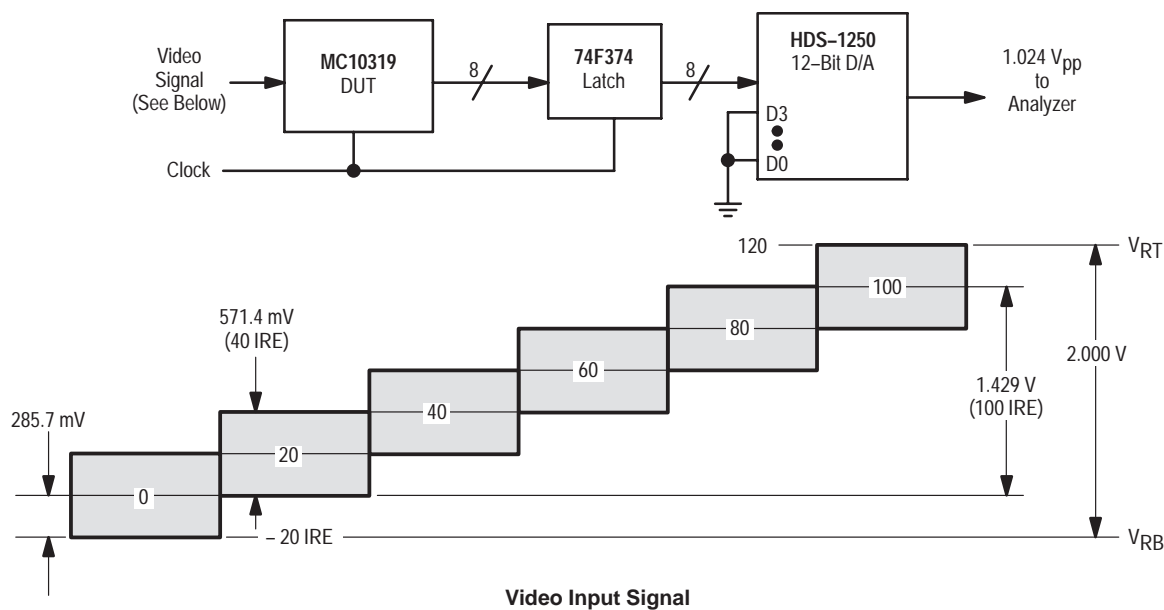 Video
Signal
(See Below)
MC10319
DUT
8
74F374
Latch
8
HDS–1250
12–Bit D/A
D3
D0
1.024 Vpp
to
Analyzer
Clock
120
VRT
100
571.4 mV
(40 IRE)
80
60
2.000 V
1.429 V
(100 IRE)
40
285.7 mV
20
0
– 20 IRE
VRB
Video Input Signal